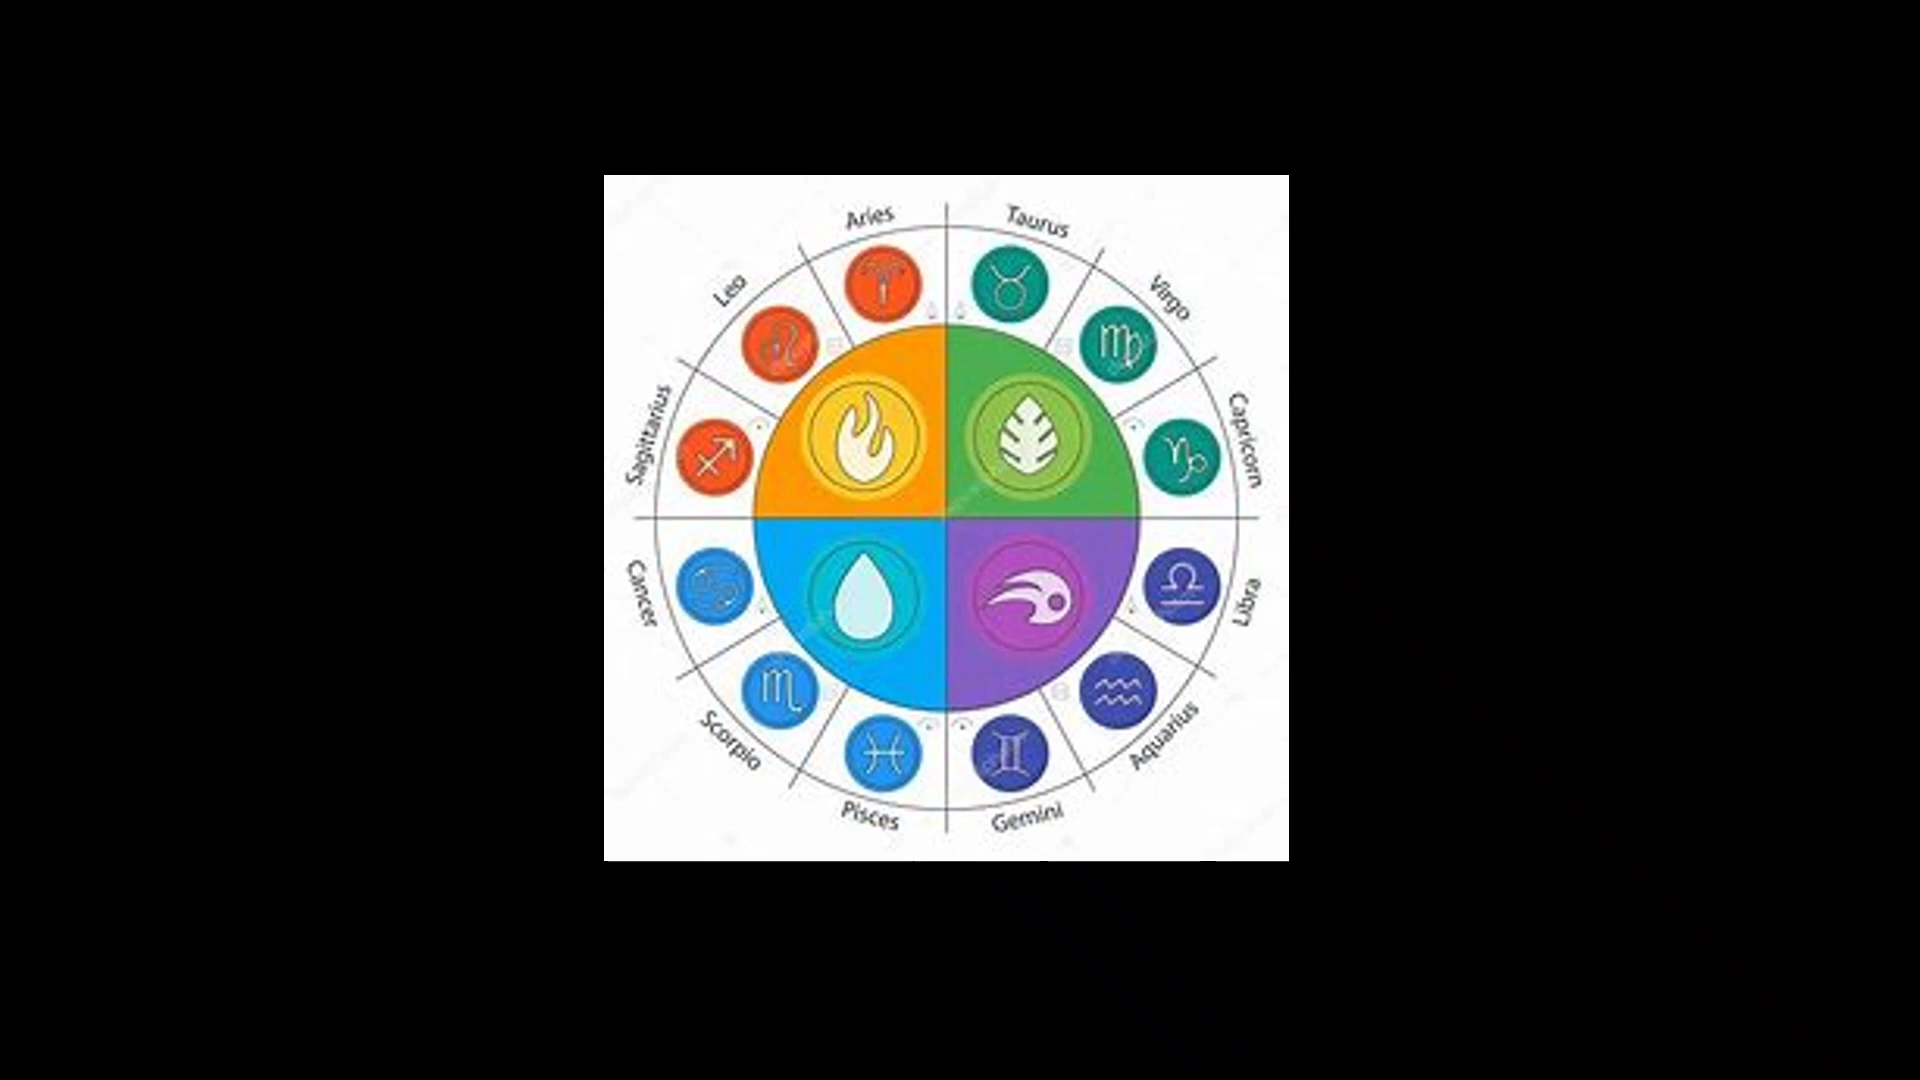 Aries
Taurus
Leo
Virgo
Sagittarius
Capricorn
Cancer
Libra
Scorpio
Aquarius
Pisces
Gemini